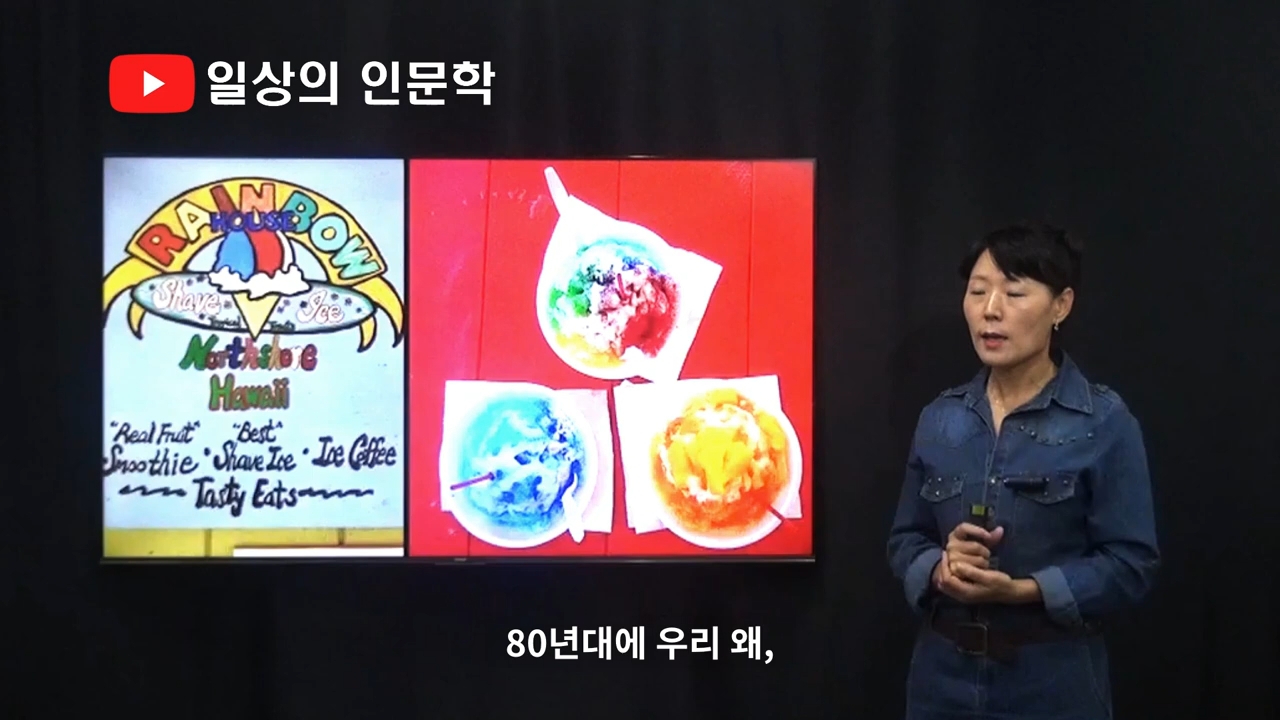 일상의 인문학
RAINBOW
HOUSE
Shave Ice
Northshore
Hawaii
"Real Fruit" "Best"
Smoothie • Shave Ice • Ice Coffee
Tasty Eats
80년대에 우리 왜,